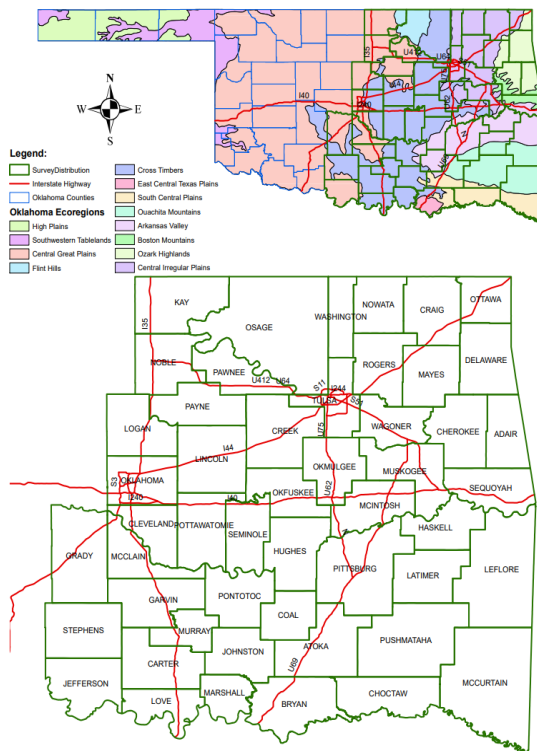 I35
U412
U64
I44
I40
N
W E
S
Legend:
SurveyDistribution
Interstate Highway
Oklahoma Counties
Oklahoma Ecoregions
High Plains
Southwestern Tablelands
Central Great Plains
Flint Hills
Cross Timbers
East Central Texas Plains
South Central Plains
Ouachita Mountains
Arkansas Valley
Boston Mountains
Ozark Highlands
Central Irregular Plains
KAY
OSAGE
WASHINGTON
NOWATA
CRAIG
OTTAWA
I35
NOBLE
PAWNEE
U412
U64
S11
I244
ROGERS
MAYES
DELAWARE
PAYNE
TULSA
S51
LOGAN
CREEK
U75
WAGONER
CHEROKEE
ADAIR
I44
LINCOLN
OKMULGEE
MUSKOGEE
S3
OKLAHOMA
I240
I40
OKFUSKEE
U62
MCINTOSH
SEQUOYAH
CLEVELAND
POTTAWATOMIE
SEMINOLE
HASKELL
GRADY
MCCLAIN
HUGHES
PITTSBURG
LATIMER
LEFLORE
GARVIN
PONTOTOC
COAL
STEPHENS
MURRAY
JOHNSTON
ATOKA
PUSHMATAHA
CARTER
U69
JEFFERSON
LOVE
MARSHALL
BRYAN
CHOCTAW
MCCURTAIN